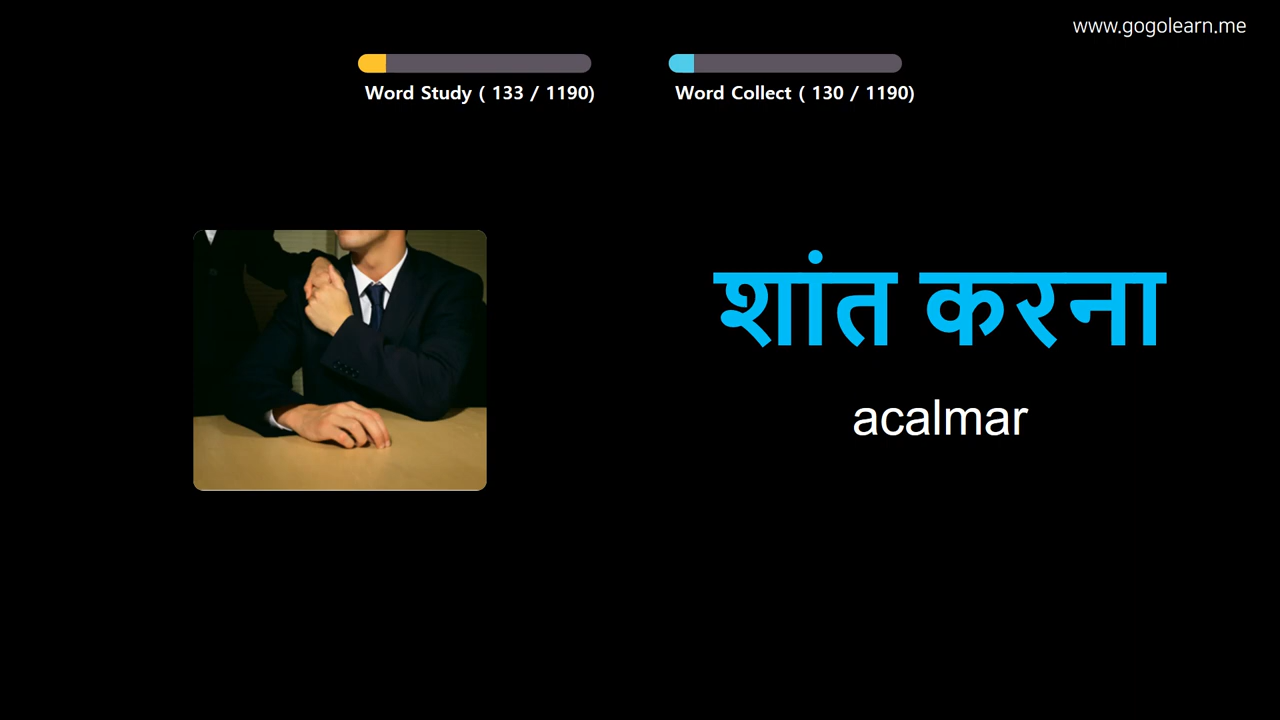 www.gogolearn.me
Word Study ( 133 / 1190)
Word Collect ( 130 / 1190)
शांत करना
acalmar